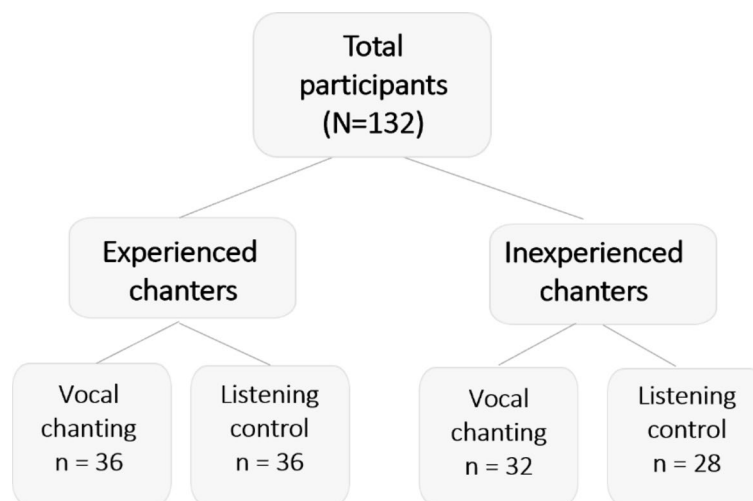 Total
participants
(N=132)
Experienced
chanters
Inexperienced
chanters
Vocal
chanting
n = 36
Listening
control
n = 36
Vocal
chanting
n = 32
Listening
control
n = 28